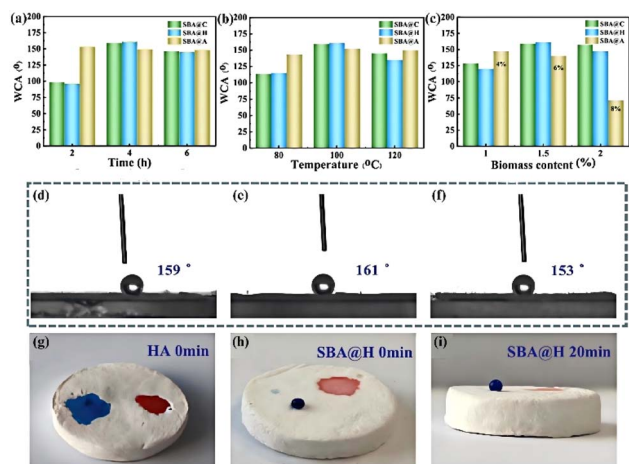 (a)
SBA@C
SBA@H
SBA@A
WCA (°)
200
175
150
125
100
75
50
25
0
2 4 6
Time (h)
(b)
SBA@C
SBA@H
SBA@A
WCA (°)
200
175
150
125
100
75
50
25
0
80 100 120
Temperature (°C)
(c)
SBA@C
SBA@H
SBA@A
WCA (°)
200
175
150
125
100
75
50
25
0
4%
6%
8%
1 1.5 2
Biomass content (%)
(d)
159 °
(e)
161 °
(f)
153 °
(g)
HA 0min
(h)
SBA@H 0min
(i)
SBA@H 20min